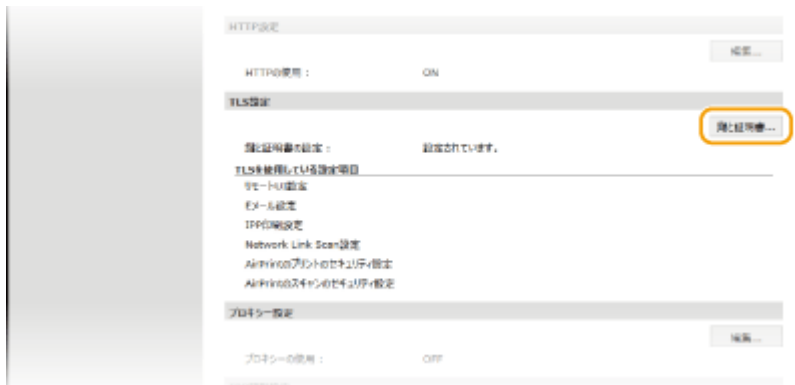 HTTP設定
編集...
HTTPの使用： ON
TLS設定
鍵と証明書...
鍵と証明書の設定： 設定されています。
TLSを使用している設定項目
リモートUI設定
Eメール設定
IPP印刷設定
Network Link Scan設定
AirPrintのプリントのセキュリティ設定
AirPrintのスキャンのセキュリティ設定
プロキシー設定
編集...
プロキシーの使用： OFF